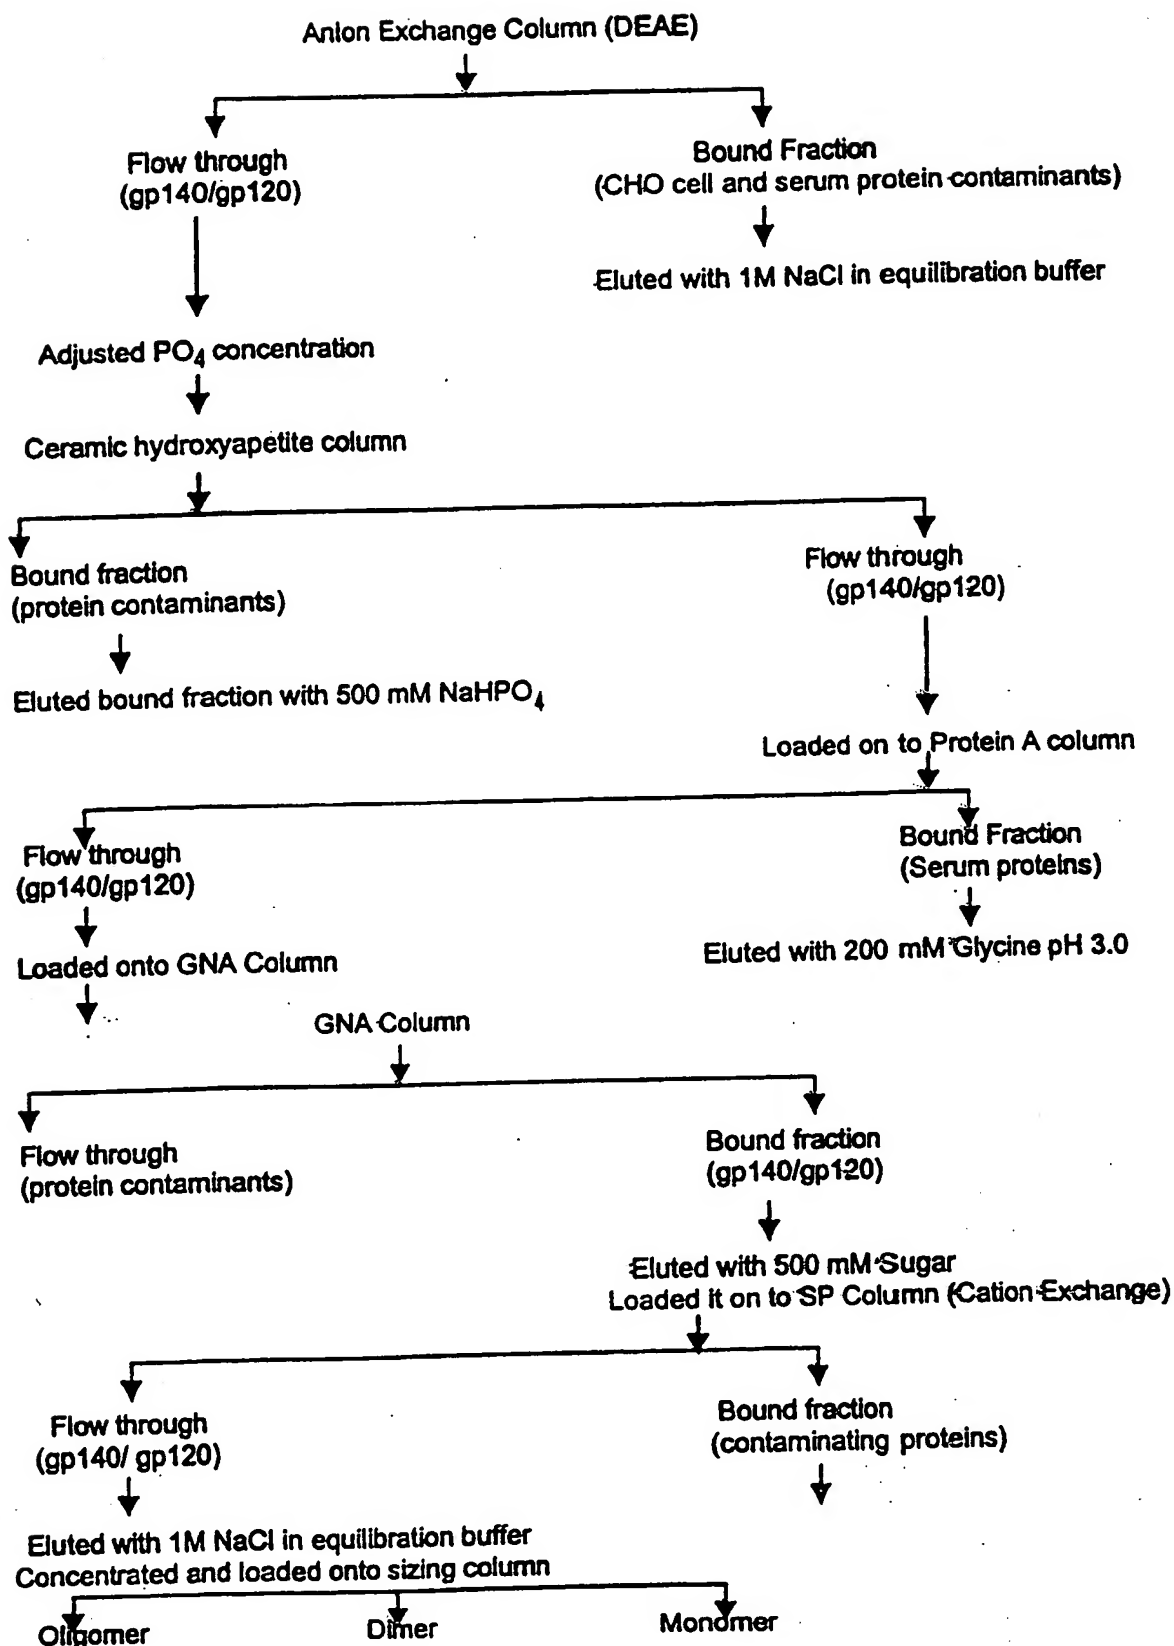 Anion Exchange Column (DEAE)
Flow through
(gp140/gp120)
Bound Fraction
(CHO cell and serum protein contaminants)
Eluted with 1M NaCl in equilibration buffer
Adjusted PO4 concentration
Ceramic hydroxyapetite column
Bound fraction
(protein contaminants)
Eluted bound fraction with 500 mM NaHPO4
Flow through
(gp140/gp120)
Loaded on to Protein A column
Flow through
(gp140/gp120)
Loaded onto GNA Column
Bound Fraction
(Serum proteins)
Eluted with 200 mM Glycine pH 3.0
GNA Column
Flow through
(protein contaminants)
Bound fraction
(gp140/gp120)
Eluted with 500 mM Sugar
Loaded it on to SP Column (Cation Exchange)
Flow through
(gp140/ gp120)
Bound fraction
(contaminating proteins)
Eluted with 1M NaCl in equilibration buffer
Concentrated and loaded onto sizing column
Oligomer
Dimer
Monomer